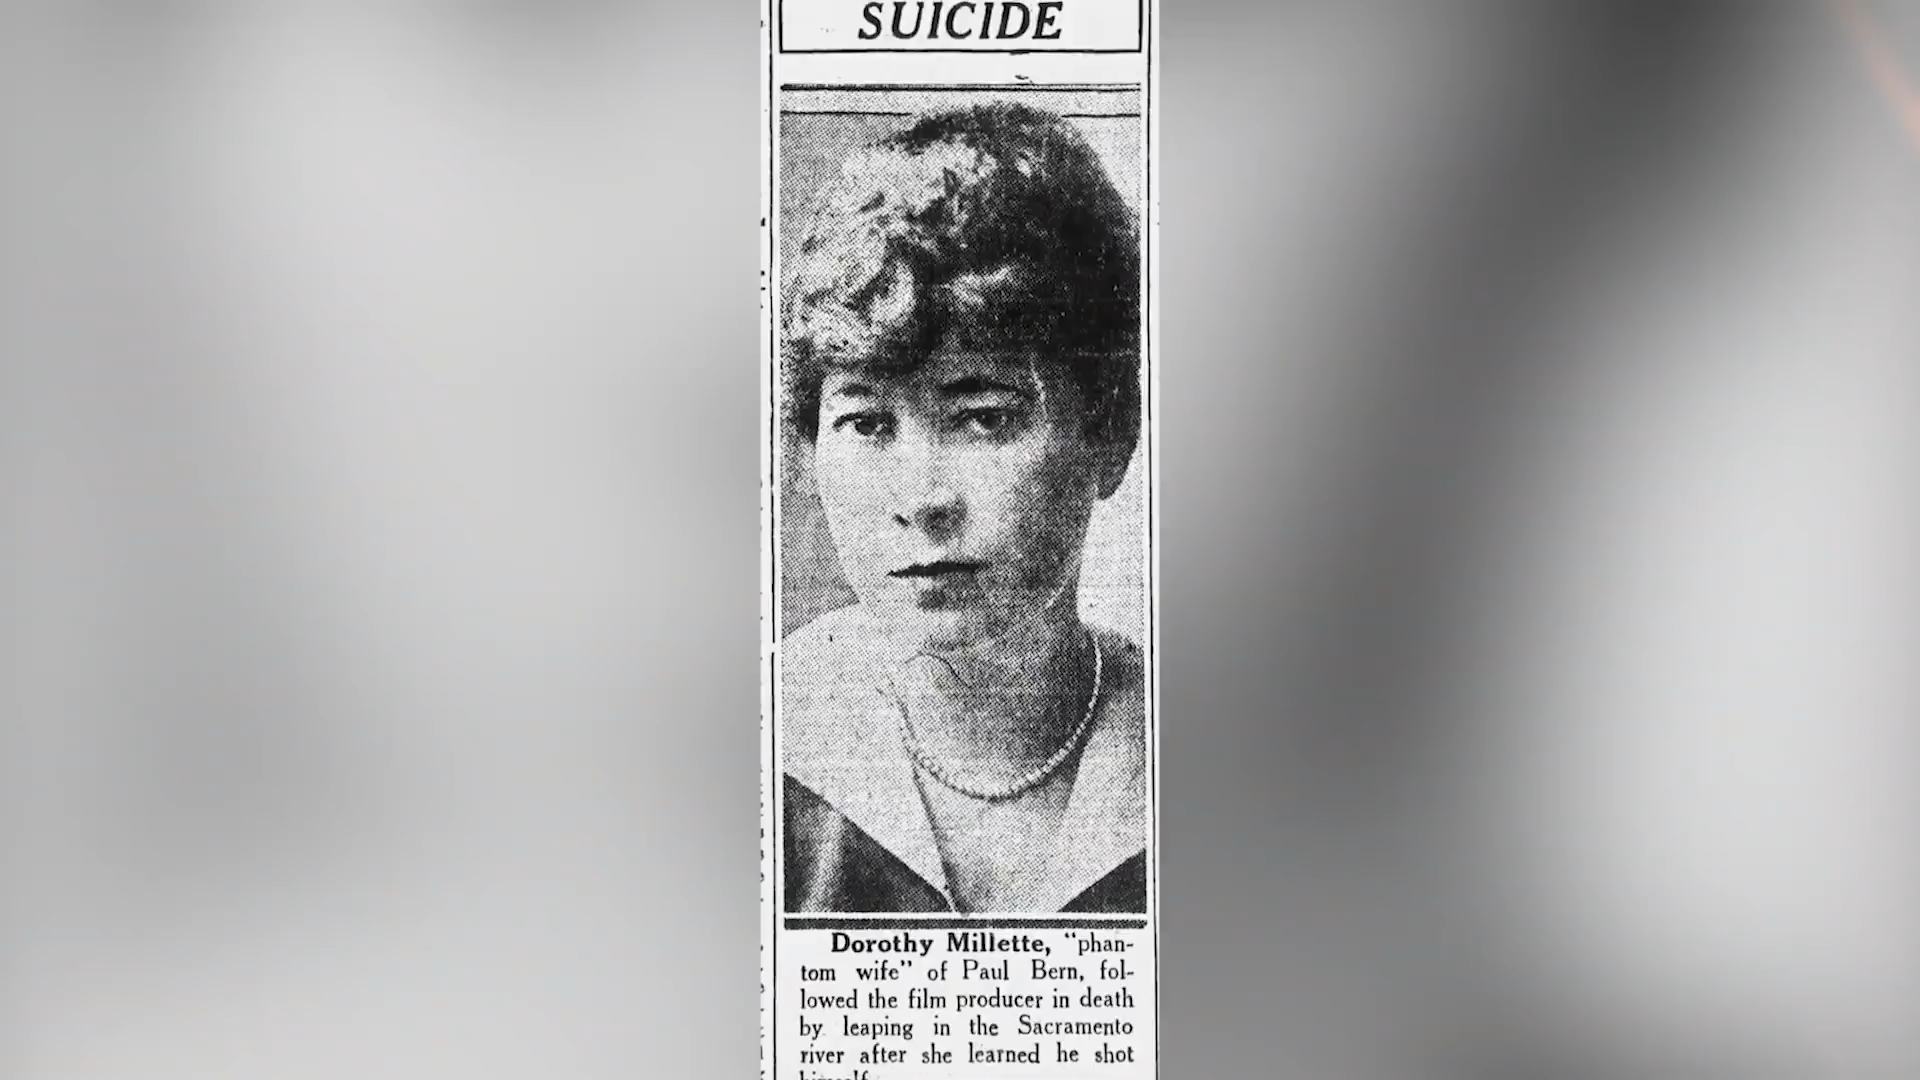 SUICIDE
Dorothy Millette, “phan-
tom wife” of Paul Bern, fol-
lowed the film producer in death
by leaping in the Sacramento
river after she learned he shot
himself.